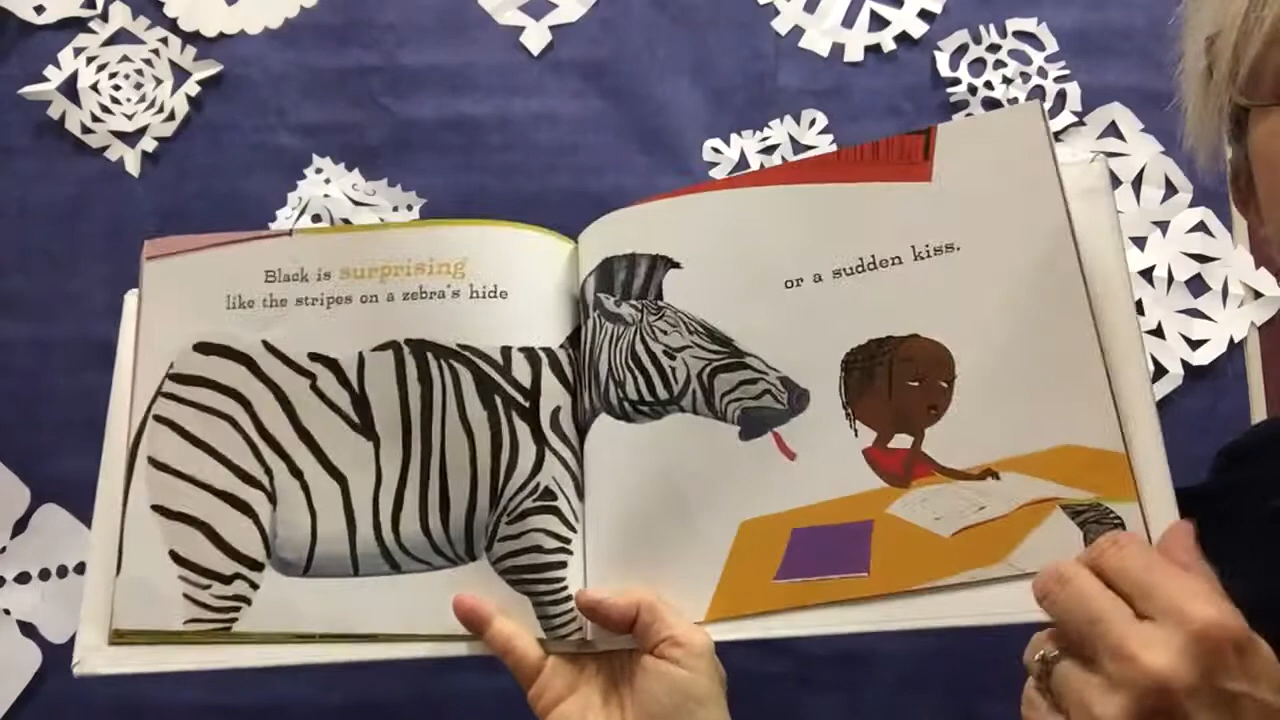 Black is surprising
like the stripes on a zebra's hide
or a sudden kiss.